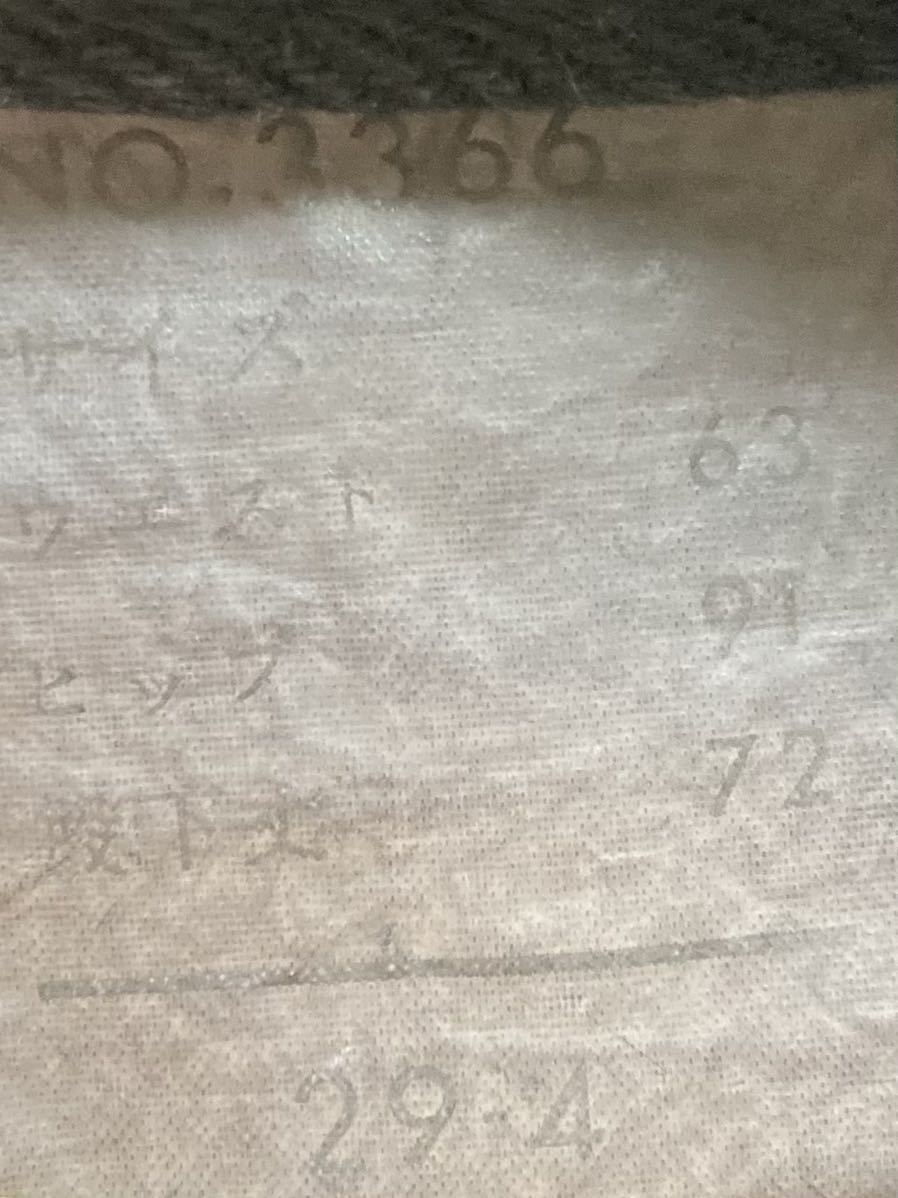 NO.3366
サイズ
ウエスト 63
ヒップ 91
股下丈 72
29-4